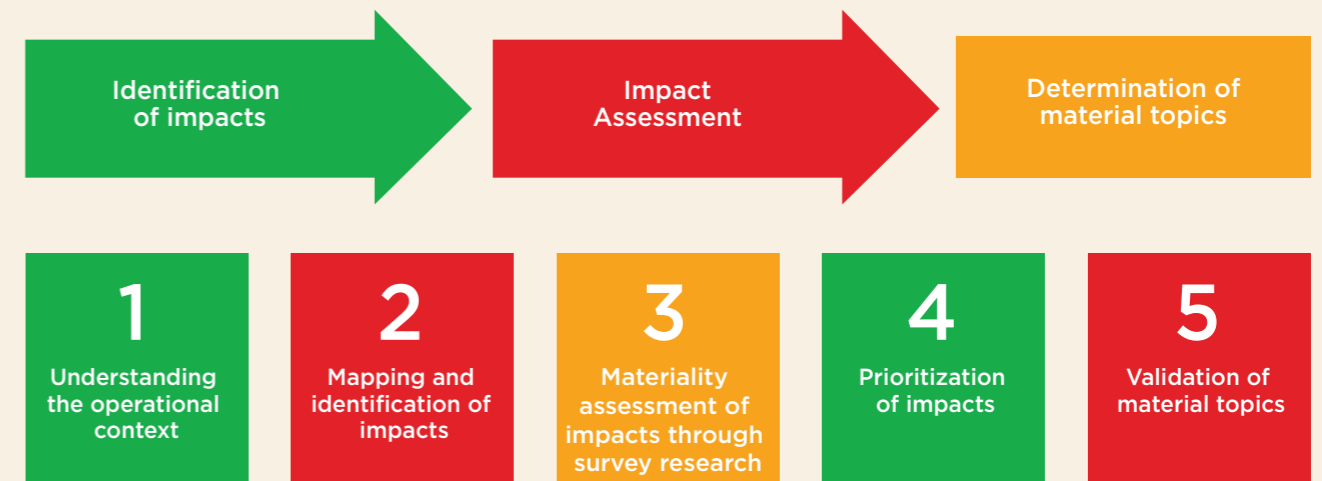 Identification
of impacts
Impact
Assessment
Determination of
material topics
1
Understanding
the operational
context
2
Mapping and
identification of
impacts
3
Materiality
assessment of
impacts through
survey research
4
Prioritization
of impacts
5
Validation of
material topics